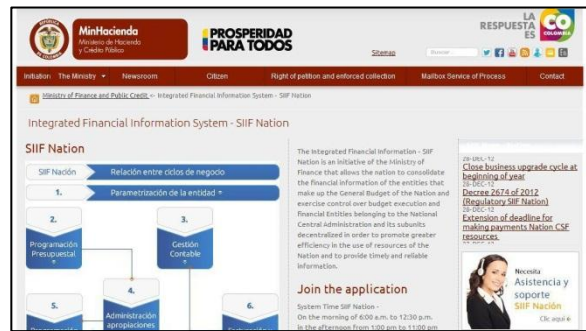 MinHacienda
Ministerio de Hacienda
y Crédito Público
PROSPERIDAD
PARA TODOS
LA
RESPUESTA
ES
CO
COLOMBIA
Sitemap
Buscar
Initiation The Ministry Newsroom Citizen Right of petition and enforced collection Mailbox Service of Process Contact
Ministry of Finance and Public Credit <- Integrated Financial Information System - SIIF Nation
Integrated Financial Information System - SIIF Nation
SIIF Nation
SIIF Nación Relación entre ciclos de negocio
1. Parametrización de la entidad
2.
Programación
Presupuestal
3.
Gestión
Contable
4.
Administración
apropiaciones
5.
6.
The Integrated Financial Information - SIIF
Nation is an initiative of the Ministry of
Finance that allows the nation to consolidate
the financial information of the entities that
make up the General Budget of the Nation and
exercise control over budget execution and
financial Entities belonging to the National
Central Administration and its subunits
decentralized in order to promote greater
efficiency in the use of resources of the
Nation and to provide timely and reliable
information.
Join the application
System Time SIIF Nation -
On the morning of 6:00 a.m. to 12:30 p.m.
in the afternoon from 1:00 pm to 11:00 pm
28-DEC-12
Close business upgrade cycle at
beginning of year
28-DEC-12
Decree 2674 of 2012
(Regulatory SIIF Nation)
28-DEC-12
Extension of deadline for
making payments Nation CSF
resources
Necesita
Asistencia y
soporte
SIIF Nación
Clic aquí